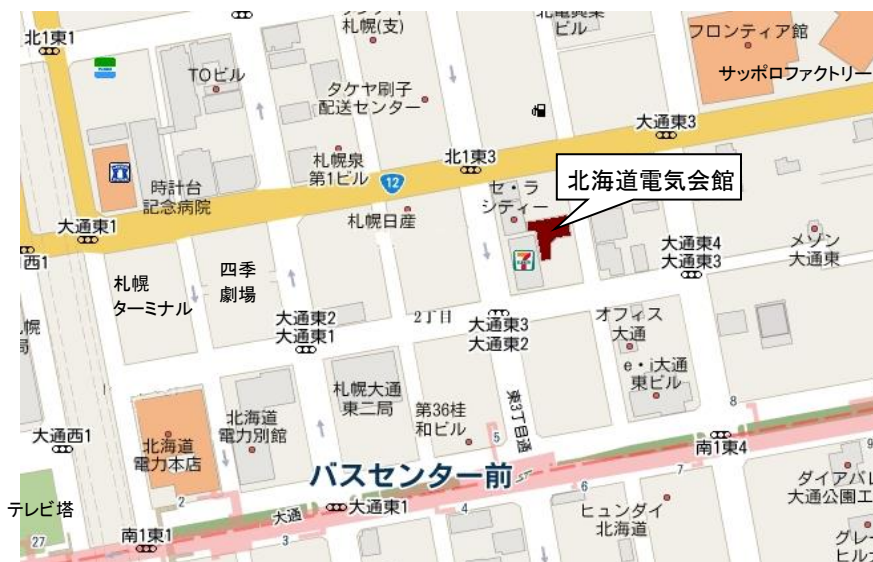 北1東1
札幌(支)
ビル
フロンティア館
サッポロファクトリー
TOビル
タケヤ刷子
配送センター
大通東3
札幌泉
第1ビル
北1東3
12
北海道電気会館
時計台
記念病院
セ・ラ
シティー
大通東1
札幌日産
西1
大通東4
大通東3
メゾン
大通東
札幌
ターミナル
四季
劇場
7
大通東2
大通東1
2丁目
大通東3
大通東2
オフィス
大通
e・i大通
東ビル
札幌大通
東二局
東3丁目通
北海道
電力別館
第36桂
和ビル
5
8
大通西1
北海道
電力本店
南1東4
9
バスセンター前
ダイアパレ
大通公園エ
テレビ塔
2
大通
大通東1
4
6
7
ヒュンダイ
北海道
27
南1東1
3
グレー
ヒル大